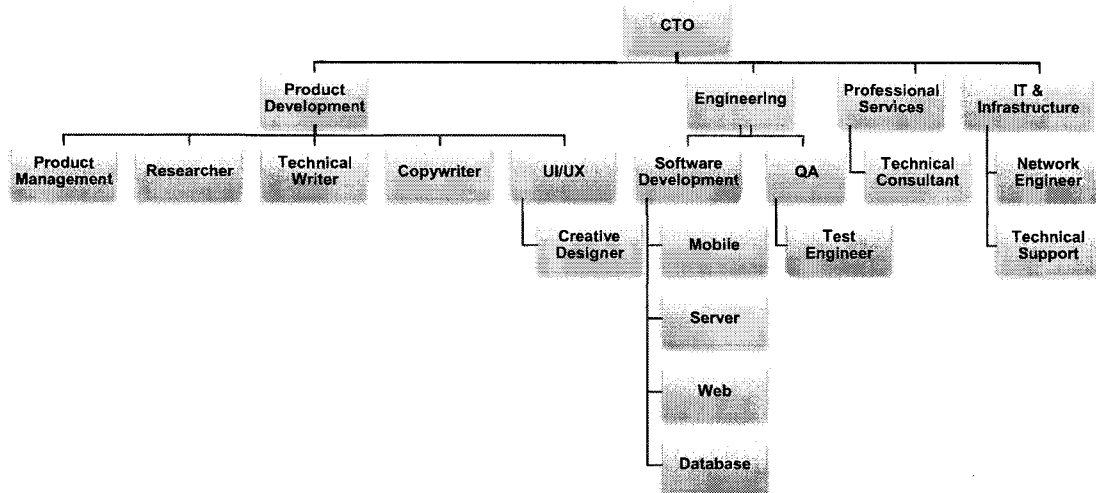 CTO
Product
Development
Engineering
Professional
Services
IT &
Infrastructure
Product
Management
Researcher
Technical
Writer
Copywriter
UI/UX
Software
Development
QA
Technical
Consultant
Network
Engineer
Creative
Designer
Mobile
Test
Engineer
Technical
Support
Server
Web
Database